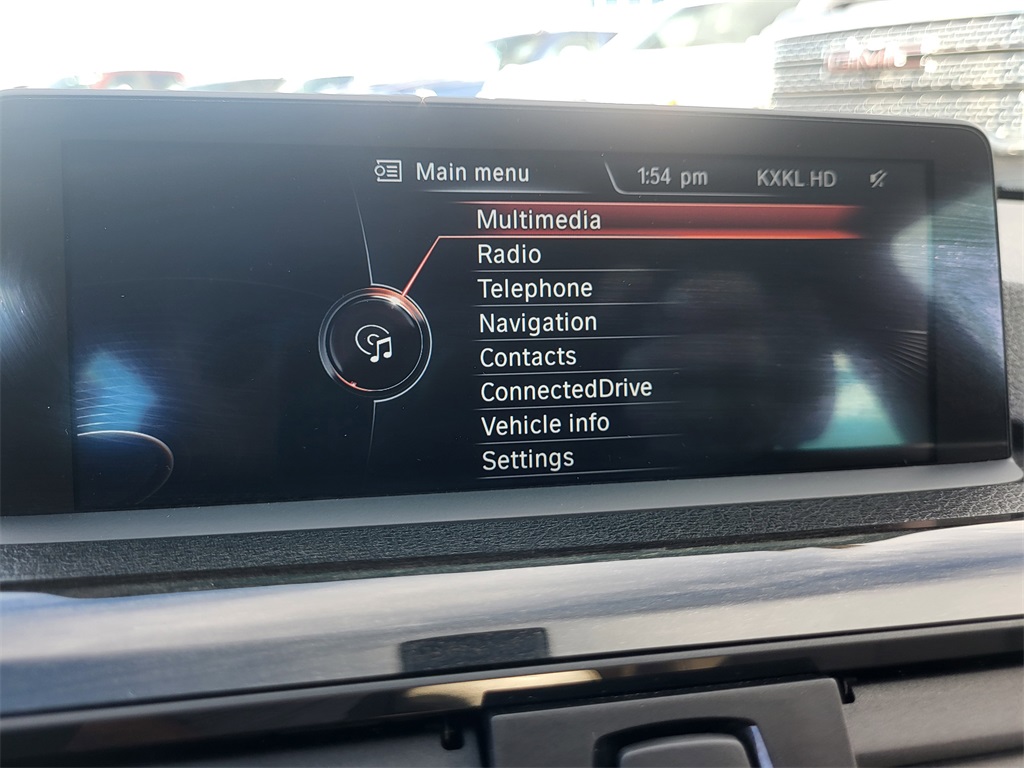 Main menu 1:54 pm KXKL HD
Multimedia
Radio
Telephone
Navigation
Contacts
ConnectedDrive
Vehicle info
Settings